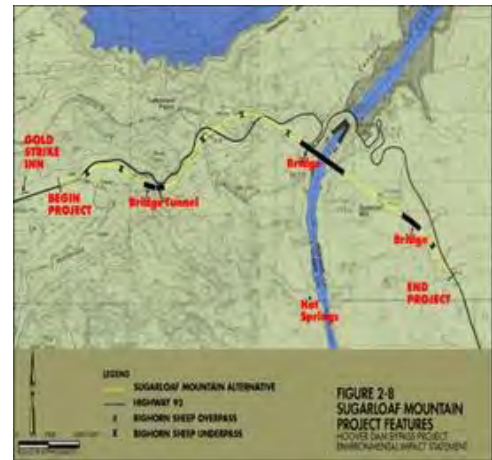 GOLD
STRIKE
INN
BEGIN
PROJECT
Bridge
Tunnel
Bridge
Bridge
Hot
Springs
END
PROJECT
LEGEND
SUGARLOAF MOUNTAIN ALTERNATIVE
HIGHWAY 93
BIGHORN SHEEP OVERPASS
BIGHORN SHEEP UNDERPASS
FIGURE 2-8
SUGARLOAF MOUNTAIN
PROJECT FEATURES
HOOVER DAM BYPASS PROJECT
ENVIRONMENTAL IMPACT STATEMENT